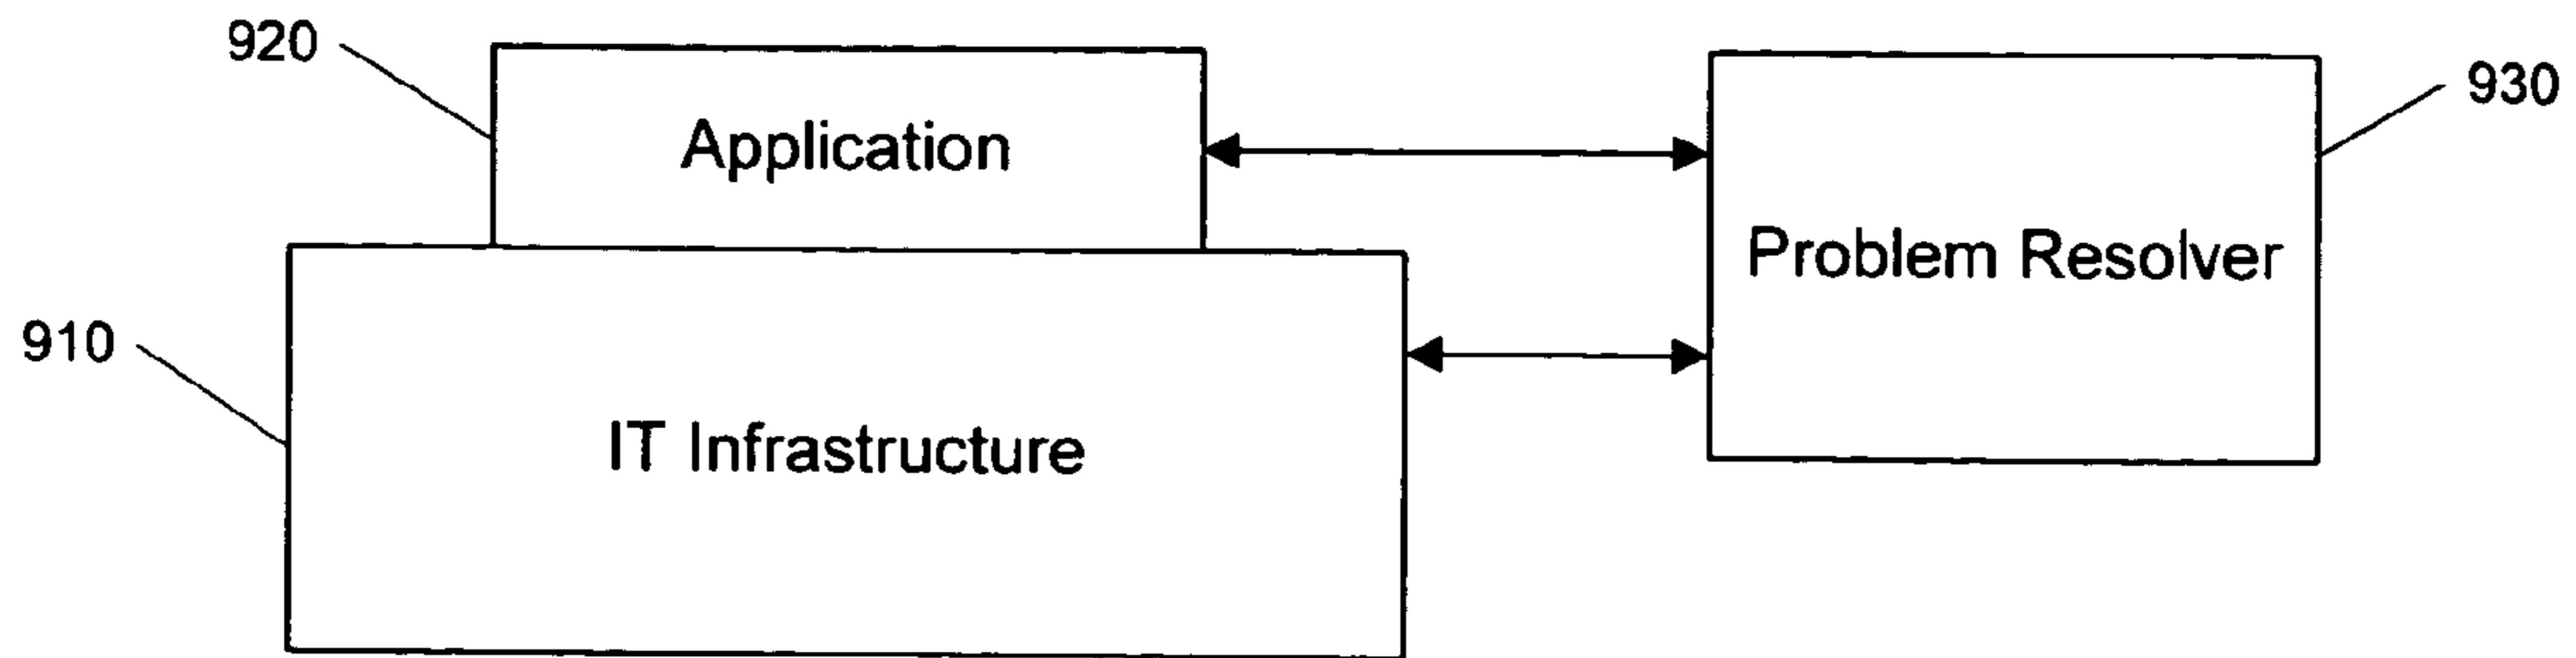 920
Application
930
Problem Resolver
910
IT Infrastructure